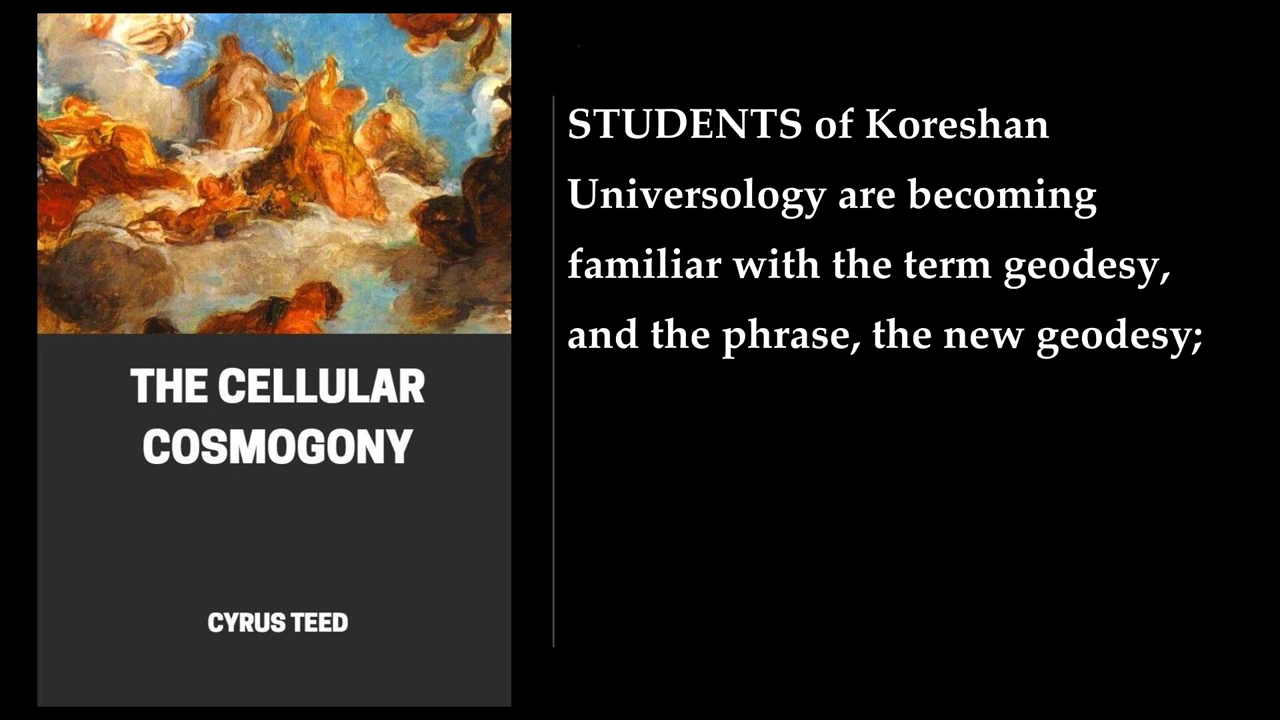 THE CELLULAR
COSMOGONY
CYRUS TEED
STUDENTS of Koreshan
Universology are becoming
familiar with the term geodesy,
and the phrase, the new geodesy;